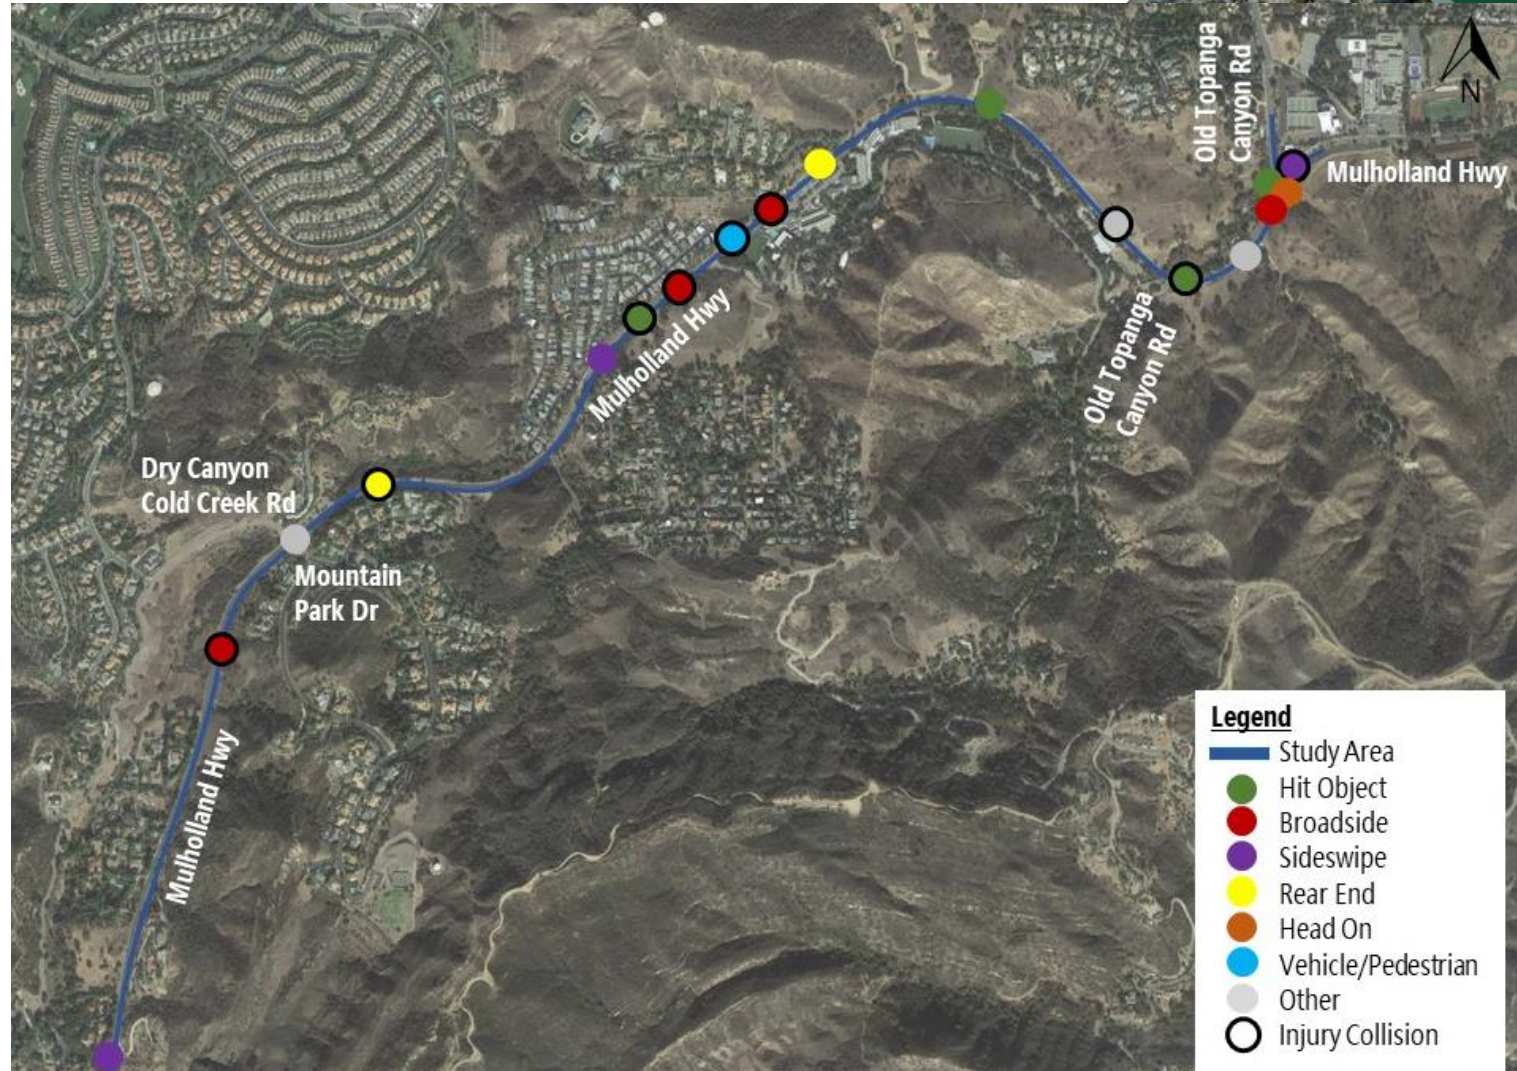 Old Topanga
Canyon Rd
N
Mulholland Hwy
Mulholland Hwy
Old Topanga
Canyon Rd
Dry Canyon
Cold Creek Rd
Mountain
Park Dr
Mulholland Hwy
Legend
Study Area
Hit Object
Broadside
Sideswipe
Rear End
Head On
Vehicle/Pedestrian
Other
Injury Collision